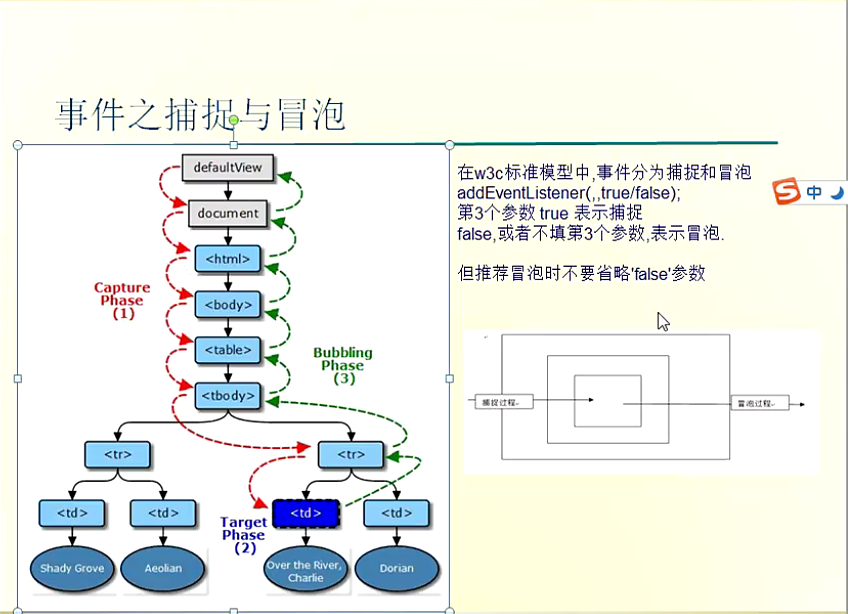 事件之捕捉与冒泡
defaultView
document
<html>
<body>
<table>
<tbody>
<tr>
<tr>
<td>
<td>
<td>
<td>
Shady Grove
Aeolian
Over the River,
Charlie
Dorian
Capture
Phase
(1)
Bubbling
Phase
(3)
Target
Phase
(2)
在w3c标准模型中,事件分为捕捉和冒泡
addEventListener(,,true/false);
第3个参数 true 表示捕捉
false,或者不填第3个参数,表示冒泡.
但推荐冒泡时不要省略'false'参数
捕捉过程
冒泡过程
S 中